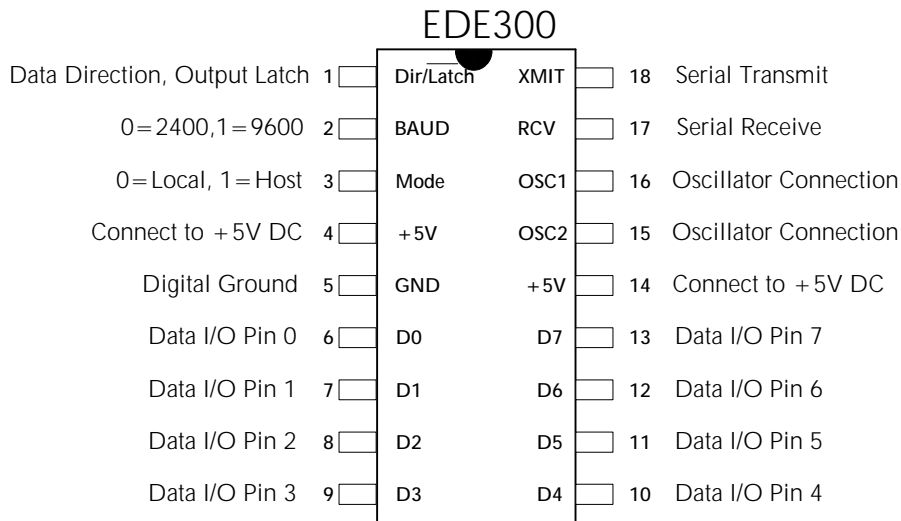 EDE300
Data Direction, Output Latch 1 Dir/Latch XMIT 18 Serial Transmit
0=2400,1=9600 2 BAUD RCV 17 Serial Receive
0=Local, 1=Host 3 Mode OSC1 16 Oscillator Connection
Connect to +5V DC 4 +5V OSC2 15 Oscillator Connection
Digital Ground 5 GND +5V 14 Connect to +5V DC
Data I/O Pin 0 6 D0 D7 13 Data I/O Pin 7
Data I/O Pin 1 7 D1 D6 12 Data I/O Pin 6
Data I/O Pin 2 8 D2 D5 11 Data I/O Pin 5
Data I/O Pin 3 9 D3 D4 10 Data I/O Pin 4